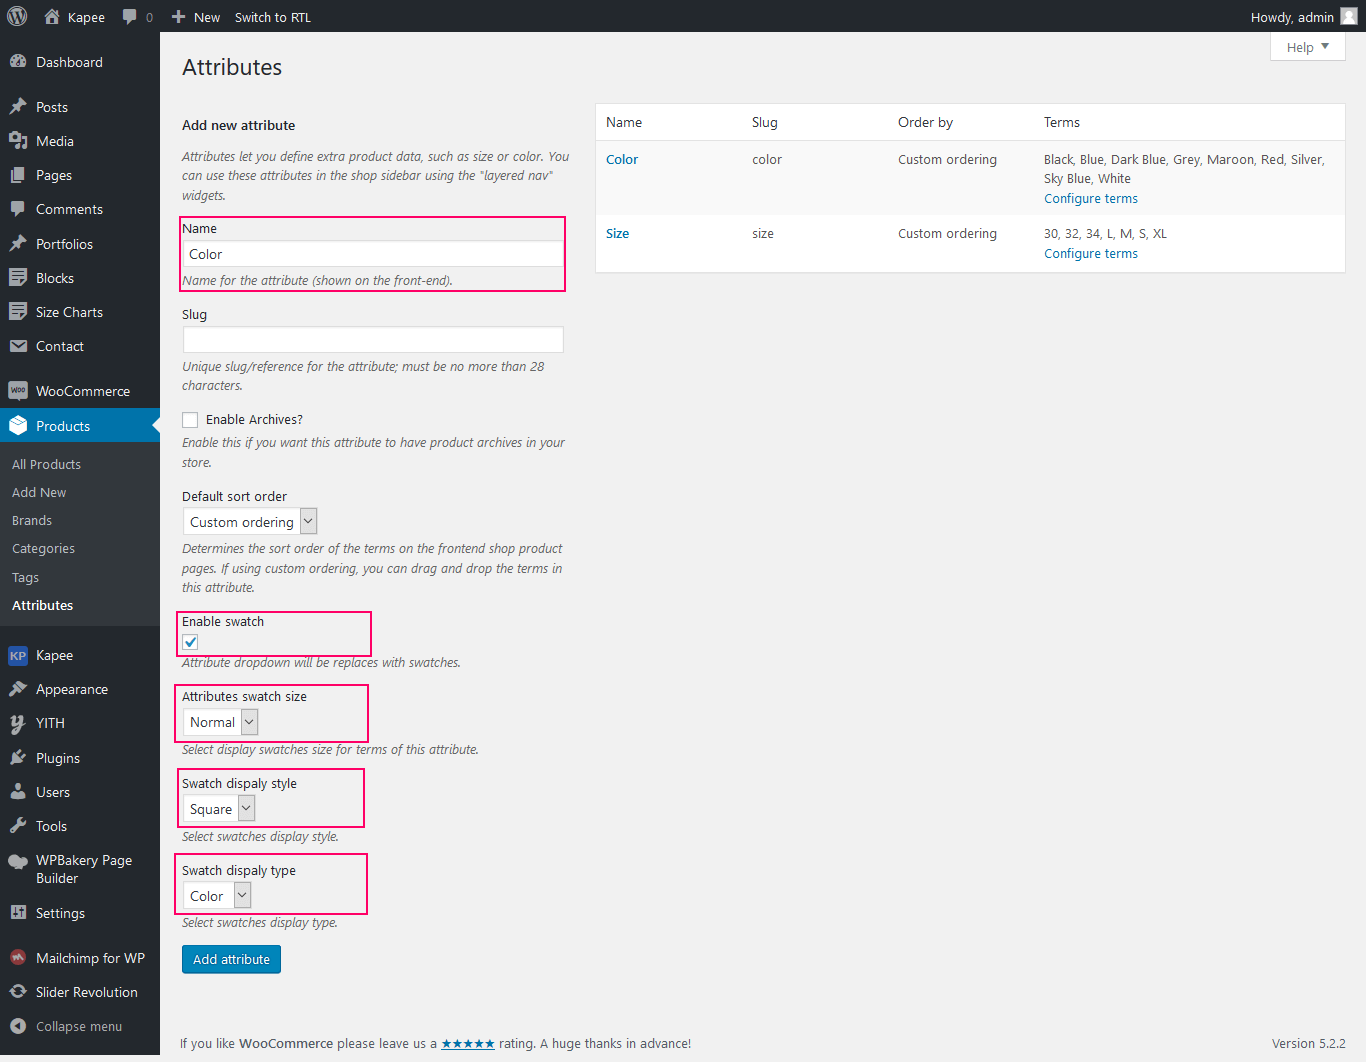 Kapee 0 New Switch to RTL Howdy, admin
Help
Dashboard
Posts
Media
Pages
Comments
Portfolios
Blocks
Size Charts
Contact
WOO WooCommerce
Products
All Products
Add New
Brands
Categories
Tags
Attributes
KP Kapee
Appearance
YITH
Plugins
Users
Tools
WPBakery Page
Builder
Settings
Mailchimp for WP
Slider Revolution
Collapse menu
Attributes
Add new attribute
Attributes let you define extra product data, such as size or color. You
can use these attributes in the shop sidebar using the "layered nav"
widgets.
Name
Color
Name for the attribute (shown on the front-end).
Slug
Unique slug/reference for the attribute; must be no more than 28
characters.
Enable Archives?
Enable this if you want this attribute to have product archives in your
store.
Default sort order
Custom ordering
Determines the sort order of the terms on the frontend shop product
pages. If using custom ordering, you can drag and drop the terms in
this attribute.
Enable swatch
Attribute dropdown will be replaces with swatches.
Attributes swatch size
Normal
Select display swatches size for terms of this attribute.
Swatch dispaly style
Square
Select swatches display style.
Swatch dispaly type
Color
Select swatches display type.
Add attribute
Name Slug Order by Terms
Color color Custom ordering Black, Blue, Dark Blue, Grey, Maroon, Red, Silver,
Sky Blue, White
Configure terms
Size size Custom ordering 30, 32, 34, L, M, S, XL
Configure terms
If you like WooCommerce please leave us a ★★★★★ rating. A huge thanks in advance! Version 5.2.2